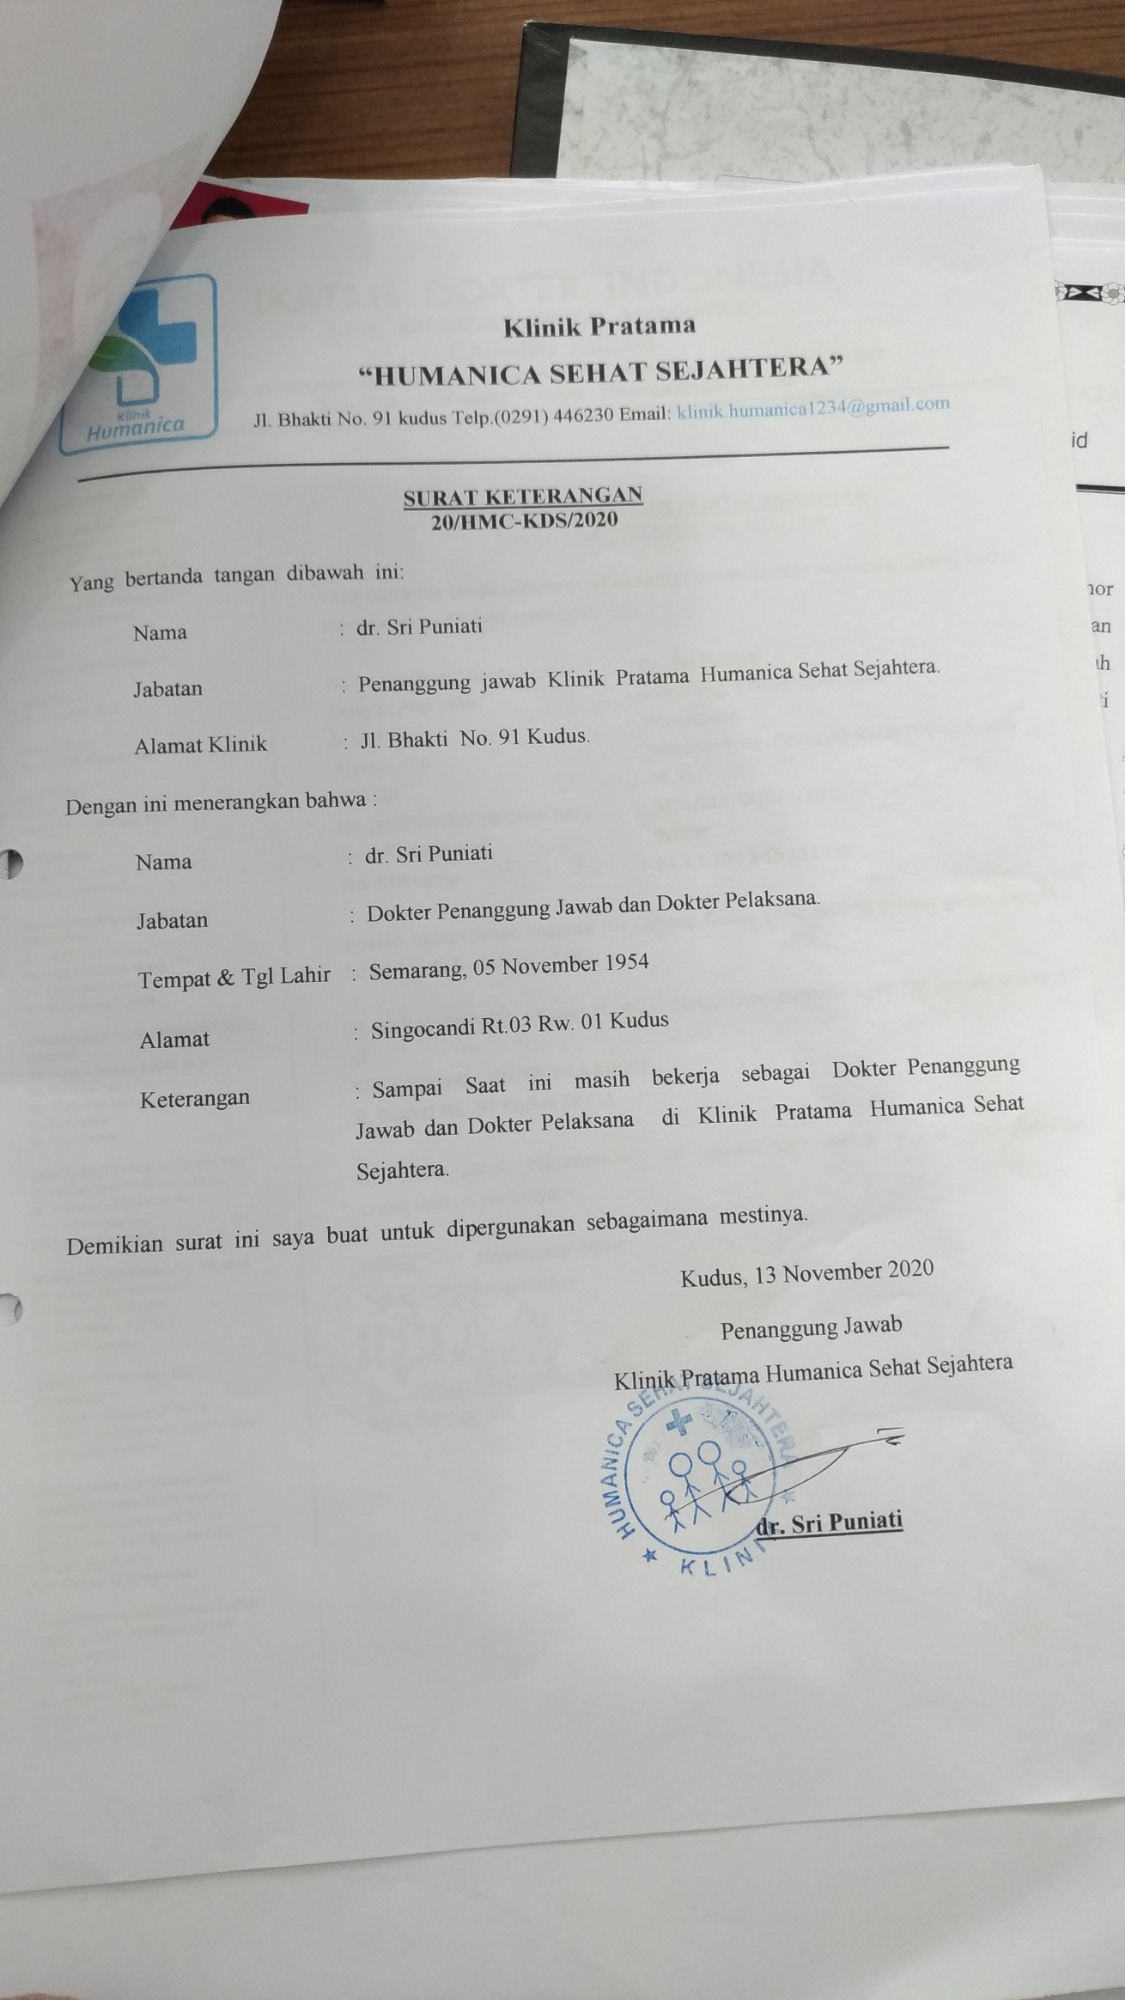 Klinik
Humanica
Klinik Pratama
“HUMANICA SEHAT SEJAHTERA”
Jl. Bhakti No. 91 kudus Telp.(0291) 446230 Email: klinik.humanica1234@gmail.com
SURAT KETERANGAN
20/HMC-KDS/2020
Yang bertanda tangan dibawah ini:
Nama : dr. Sri Puniati
Jabatan : Penanggung jawab Klinik Pratama Humanica Sehat Sejahtera.
Alamat Klinik : Jl. Bhakti No. 91 Kudus.
Dengan ini menerangkan bahwa :
Nama : dr. Sri Puniati
Jabatan : Dokter Penanggung Jawab dan Dokter Pelaksana.
Tempat & Tgl Lahir : Semarang, 05 November 1954
Alamat : Singocandi Rt.03 Rw. 01 Kudus
Keterangan : Sampai Saat ini masih bekerja sebagai Dokter Penanggung
Jawab dan Dokter Pelaksana di Klinik Pratama Humanica Sehat
Sejahtera.
Demikian surat ini saya buat untuk dipergunakan sebagaimana mestinya.
Kudus, 13 November 2020
Penanggung Jawab
Klinik Pratama Humanica Sehat Sejahtera
HUMANICA SEHAT SEJAHTERA
dr. Sri Puniati
id